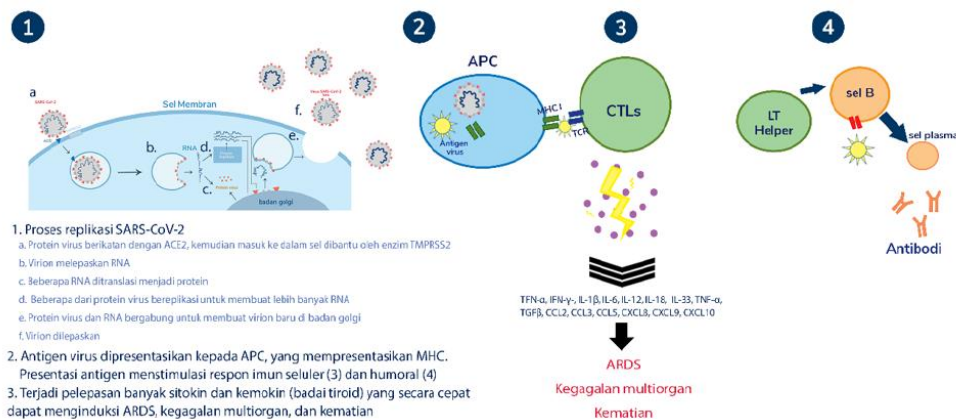 1
2
3
4
a
SARS-CoV-2
Sel Membran
b.
RNA
d.
c.
e.
f.
badan golgi
APC
Antigen
virus
MHC I
TCR
CTLs
LT
Helper
sel B
sel plasma
Antibodi
TFN-α, IFN-γ-, IL-1β, IL-6, IL-12, IL-18, IL-33, TNF-α,
TGFβ, CCL2, CCL3, CCL5, CXCL8, CXCL9, CXCL10
ARDS
Kegagalan multiorgan
Kematian
1. Proses replikasi SARS-CoV-2
a. Protein virus berikatan dengan ACE2, kemudian masuk ke dalam sel dibantu oleh enzim TMPRSS2
b. Virion melepaskan RNA
c. Beberapa RNA ditranslasi menjadi protein
d. Beberapa dari protein virus bereplikasi untuk membuat lebih banyak RNA
e. Protein virus dan RNA bergabung untuk membuat virion baru di badan golgi
f. Virion dilepaskan
2. Antigen virus dipresentasikan kepada APC, yang mempresentasikan MHC.
Presentasi antigen menstimulasi respon imun seluler (3) dan humoral (4)
3. Terjadi pelepasan banyak sitokin dan kemokin (badai tiroid) yang secara cepat
dapat menginduksi ARDS, kegagalan multiorgan, dan kematian